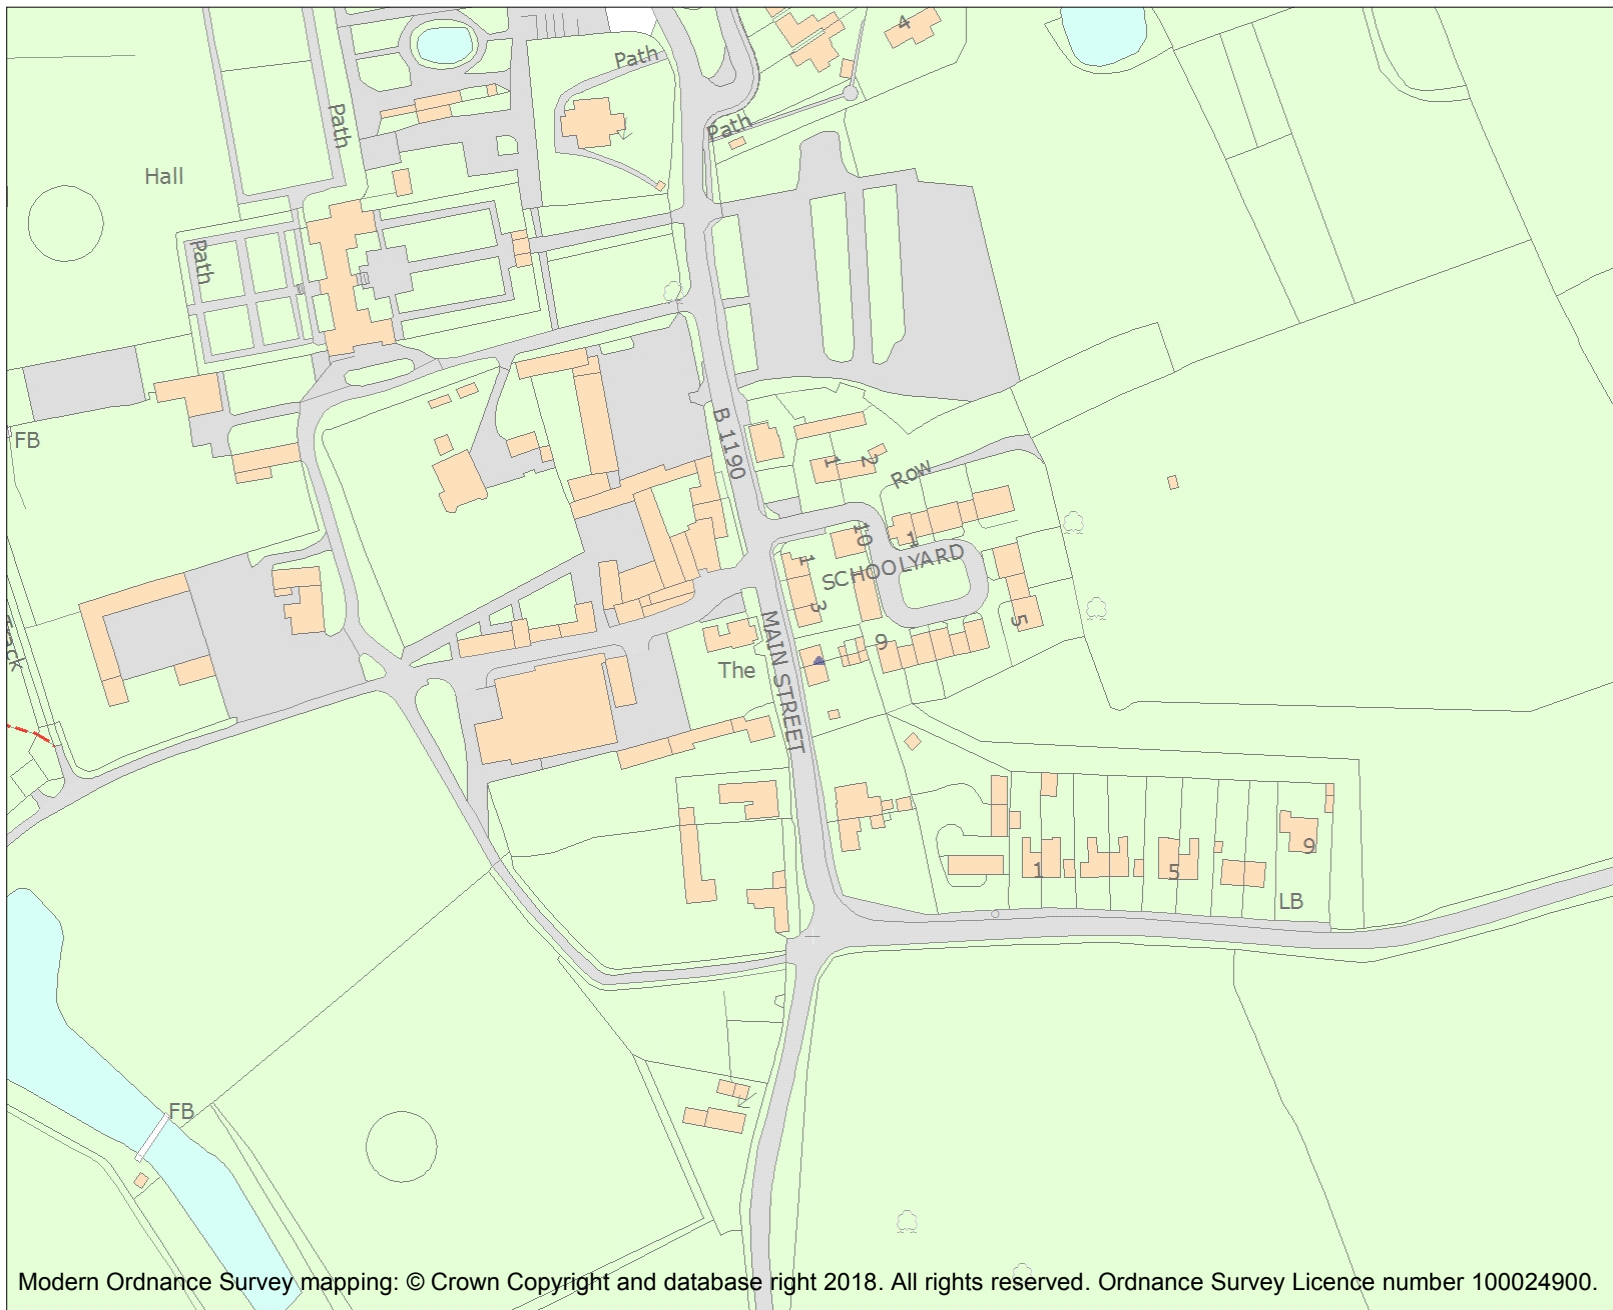 4
Path
Path
Path
Hall
Path
FB
B 1190
1
2
Row
10
1
SCHOOLYARD
1
3
5
9
MAIN STREET
The
Track
1
5
9
LB
FB
Modern Ordnance Survey mapping: © Crown Copyright and database right 2018. All rights reserved. Ordnance Survey Licence number 100024900.